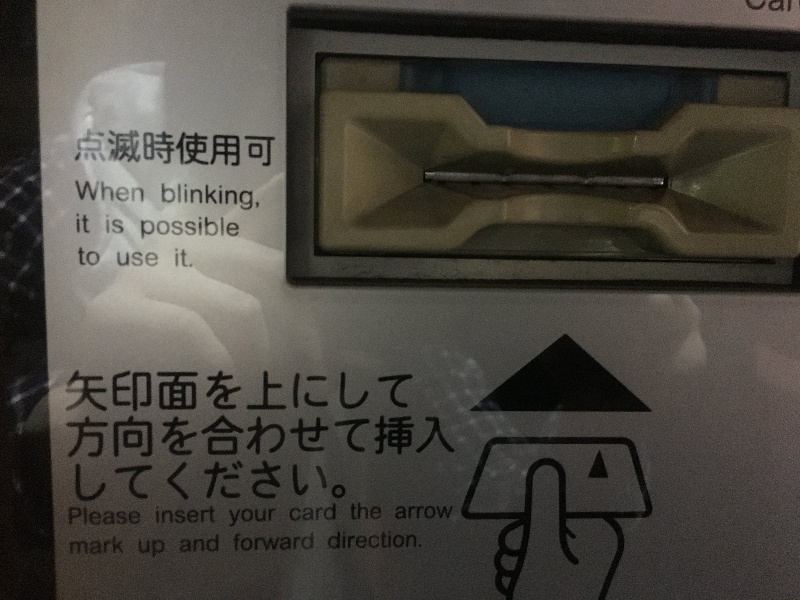 点滅時使用可
When blinking,
it is possible
to use it.
矢印面を上にして
方向を合わせて挿入
してください。
Please insert your card the arrow
mark up and forward direction.